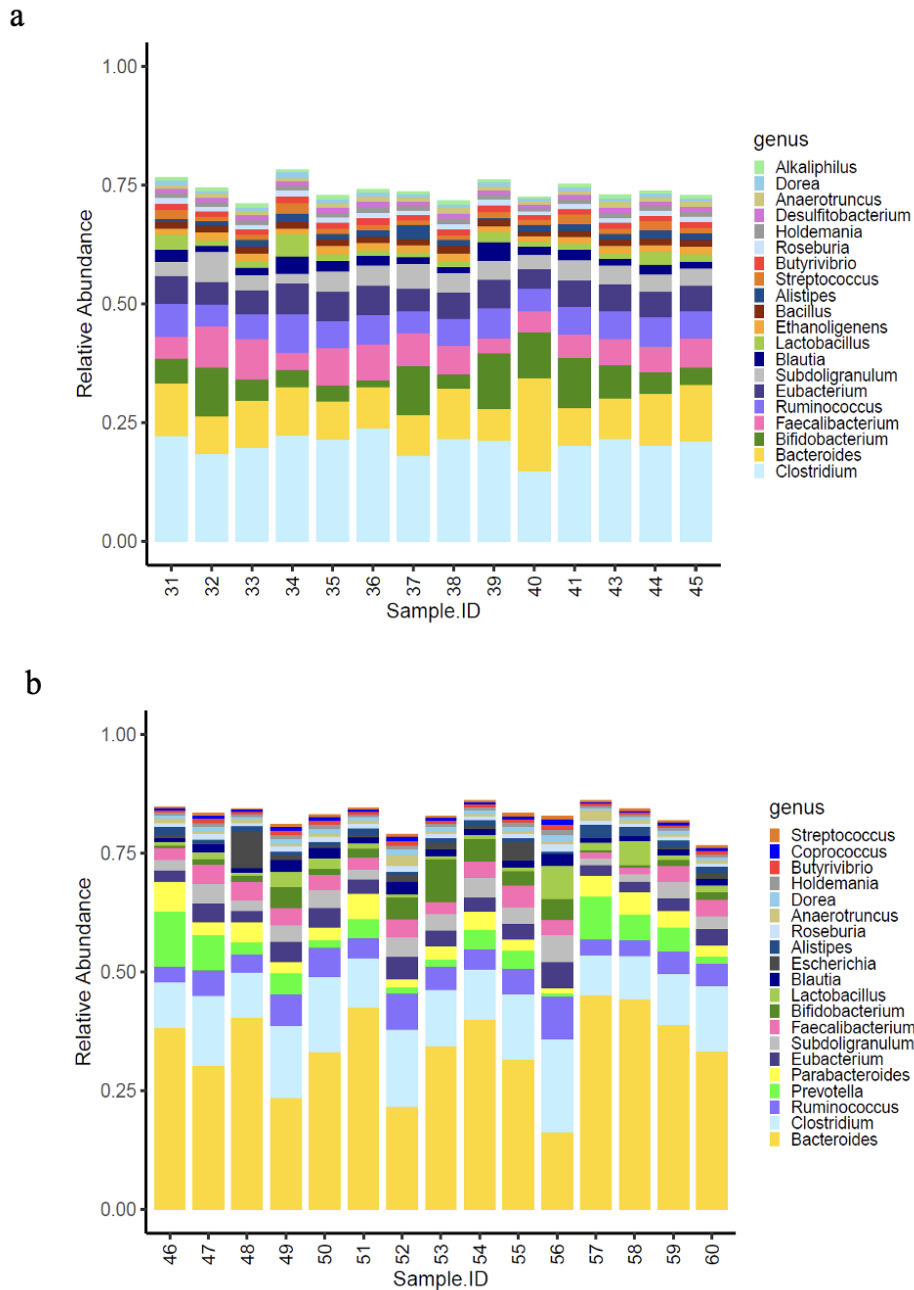 a
1.00
0.75
0.50
0.25
0.00
Relative Abundance
31 32 33 34 35 36 37 38 39 40 41 43 44 45
Sample.ID
genus
Alkaliphilus
Dorea
Anaerotruncus
Desulfitobacterium
Holdemania
Roseburia
Butyrivibrio
Streptococcus
Alistipes
Bacillus
Ethanoligenens
Lactobacillus
Blautia
Subdoligranulum
Eubacterium
Ruminococcus
Faecalibacterium
Bifidobacterium
Bacteroides
Clostridium
b
1.00
0.75
0.50
0.25
0.00
Relative Abundance
46 47 48 49 50 51 52 53 54 55 56 57 58 59 60
Sample.ID
genus
Streptococcus
Coprococcus
Butyrivibrio
Holdemania
Dorea
Anaerotruncus
Roseburia
Alistipes
Escherichia
Blautia
Lactobacillus
Bifidobacterium
Faecalibacterium
Subdoligranulum
Eubacterium
Parabacteroides
Prevotella
Ruminococcus
Clostridium
Bacteroides